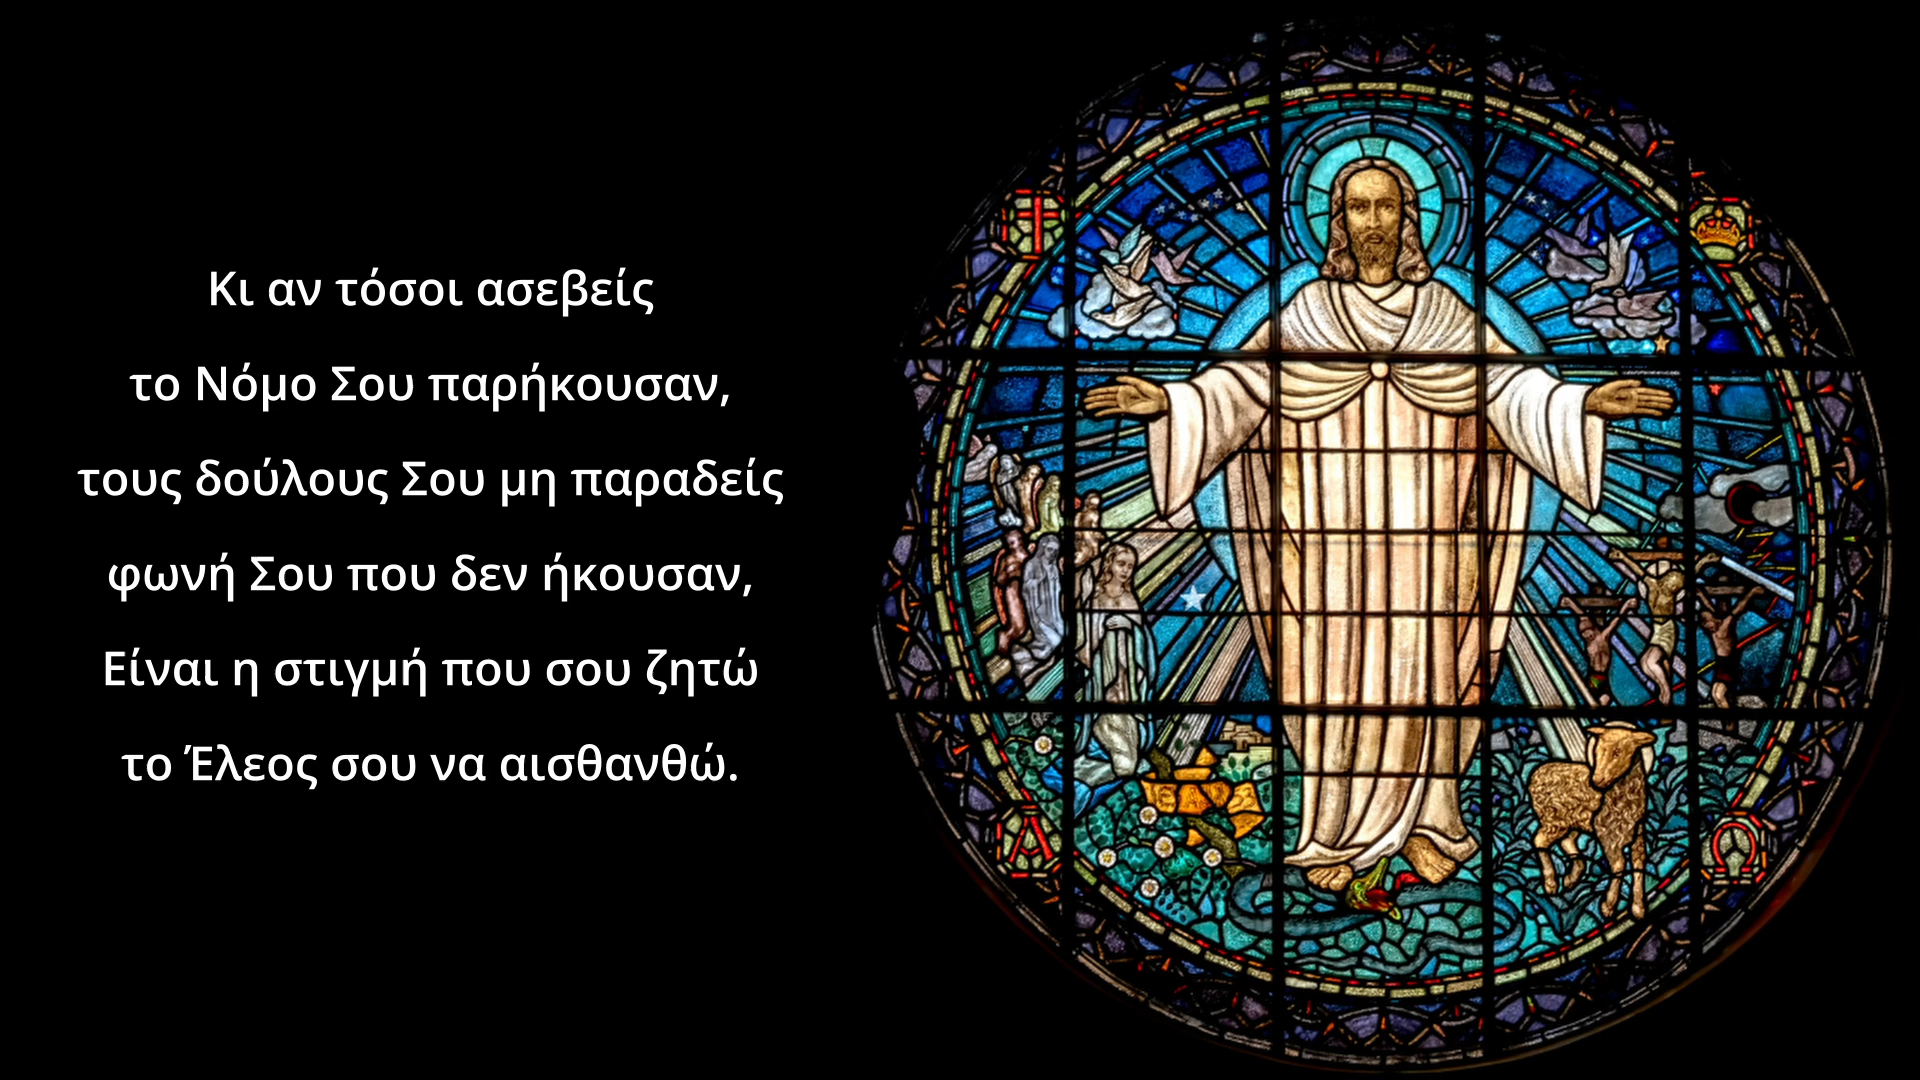 Κι αν τόσοι ασεβείς
το Νόμο Σου παρήκουσαν,
τους δούλους Σου μη παραδείς
φωνή Σου που δεν ήκουσαν,
Είναι η στιγμή που σου ζητώ
το Έλεος σου να αισθανθώ.
Α
Ω